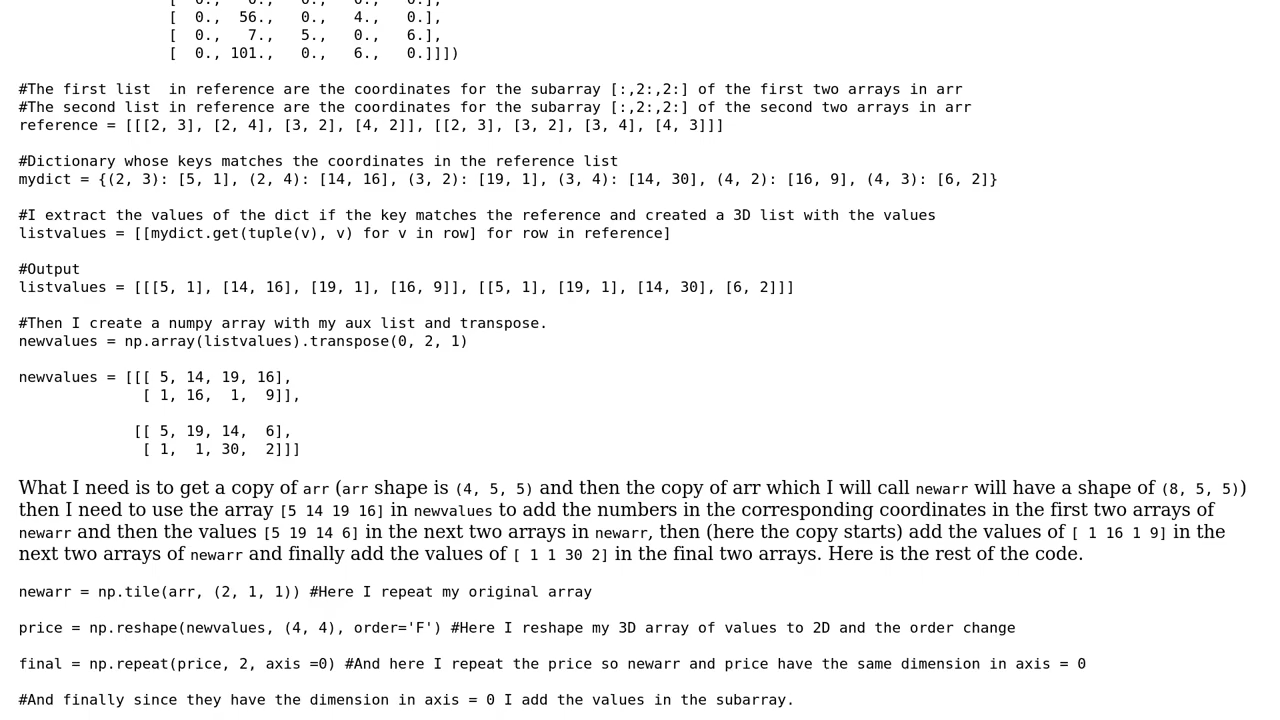 [  0.,   6.,   0.,   0.,   0.],
[  0.,  56.,   0.,   4.,   0.],
[  0.,   7.,   5.,   0.,   6.],
[  0., 101.,   0.,   6.,   0.]]])
#The first list  in reference are the coordinates for the subarray [:,2:,2:] of the first two arrays in arr
#The second list in reference are the coordinates for the subarray [:,2:,2:] of the second two arrays in arr
reference = [[[2, 3], [2, 4], [3, 2], [4, 2]], [[2, 3], [3, 2], [3, 4], [4, 3]]]
#Dictionary whose keys matches the coordinates in the reference list
mydict = {(2, 3): [5, 1], (2, 4): [14, 16], (3, 2): [19, 1], (3, 4): [14, 30], (4, 2): [16, 9], (4, 3): [6, 2]}
#I extract the values of the dict if the key matches the reference and created a 3D list with the values
listvalues = [[mydict.get(tuple(v), v) for v in row] for row in reference]
#Output
listvalues = [[[5, 1], [14, 16], [19, 1], [16, 9]], [[5, 1], [19, 1], [14, 30], [6, 2]]]
#Then I create a numpy array with my aux list and transpose.
newvalues = np.array(listvalues).transpose(0, 2, 1)
newvalues = [[[ 5, 14, 19, 16],
[ 1, 16,  1,  9]],
[[ 5, 19, 14,  6],
[ 1,  1, 30,  2]]]
What I need is to get a copy of arr (arr shape is (4, 5, 5) and then the copy of arr which I will call newarr will have a shape of (8, 5, 5))
then I need to use the array [5 14 19 16] in newvalues to add the numbers in the corresponding coordinates in the first two arrays of
newarr and then the values [5 19 14 6] in the next two arrays in newarr, then (here the copy starts) add the values of [ 1 16 1 9] in the
next two arrays of newarr and finally add the values of [ 1 1 30 2] in the final two arrays. Here is the rest of the code.
newarr = np.tile(arr, (2, 1, 1)) #Here I repeat my original array
price = np.reshape(newvalues, (4, 4), order='F') #Here I reshape my 3D array of values to 2D and the order change
final = np.repeat(price, 2, axis =0) #And here I repeat the price so newarr and price have the same dimension in axis = 0
#And finally since they have the dimension in axis = 0 I add the values in the subarray.